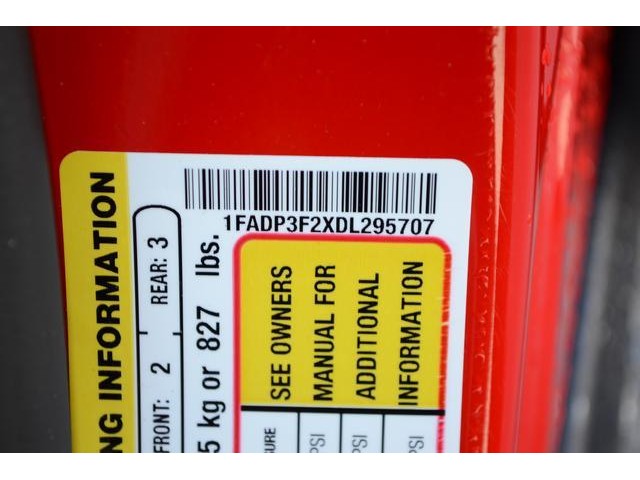 1FADP3F2XDL295707
NG INFORMATION
FRONT: 2 REAR: 3
5 kg or 827 lbs.
SEE OWNERS
MANUAL FOR
ADDITIONAL
INFORMATION
SURE
PSI
PSI
PSI